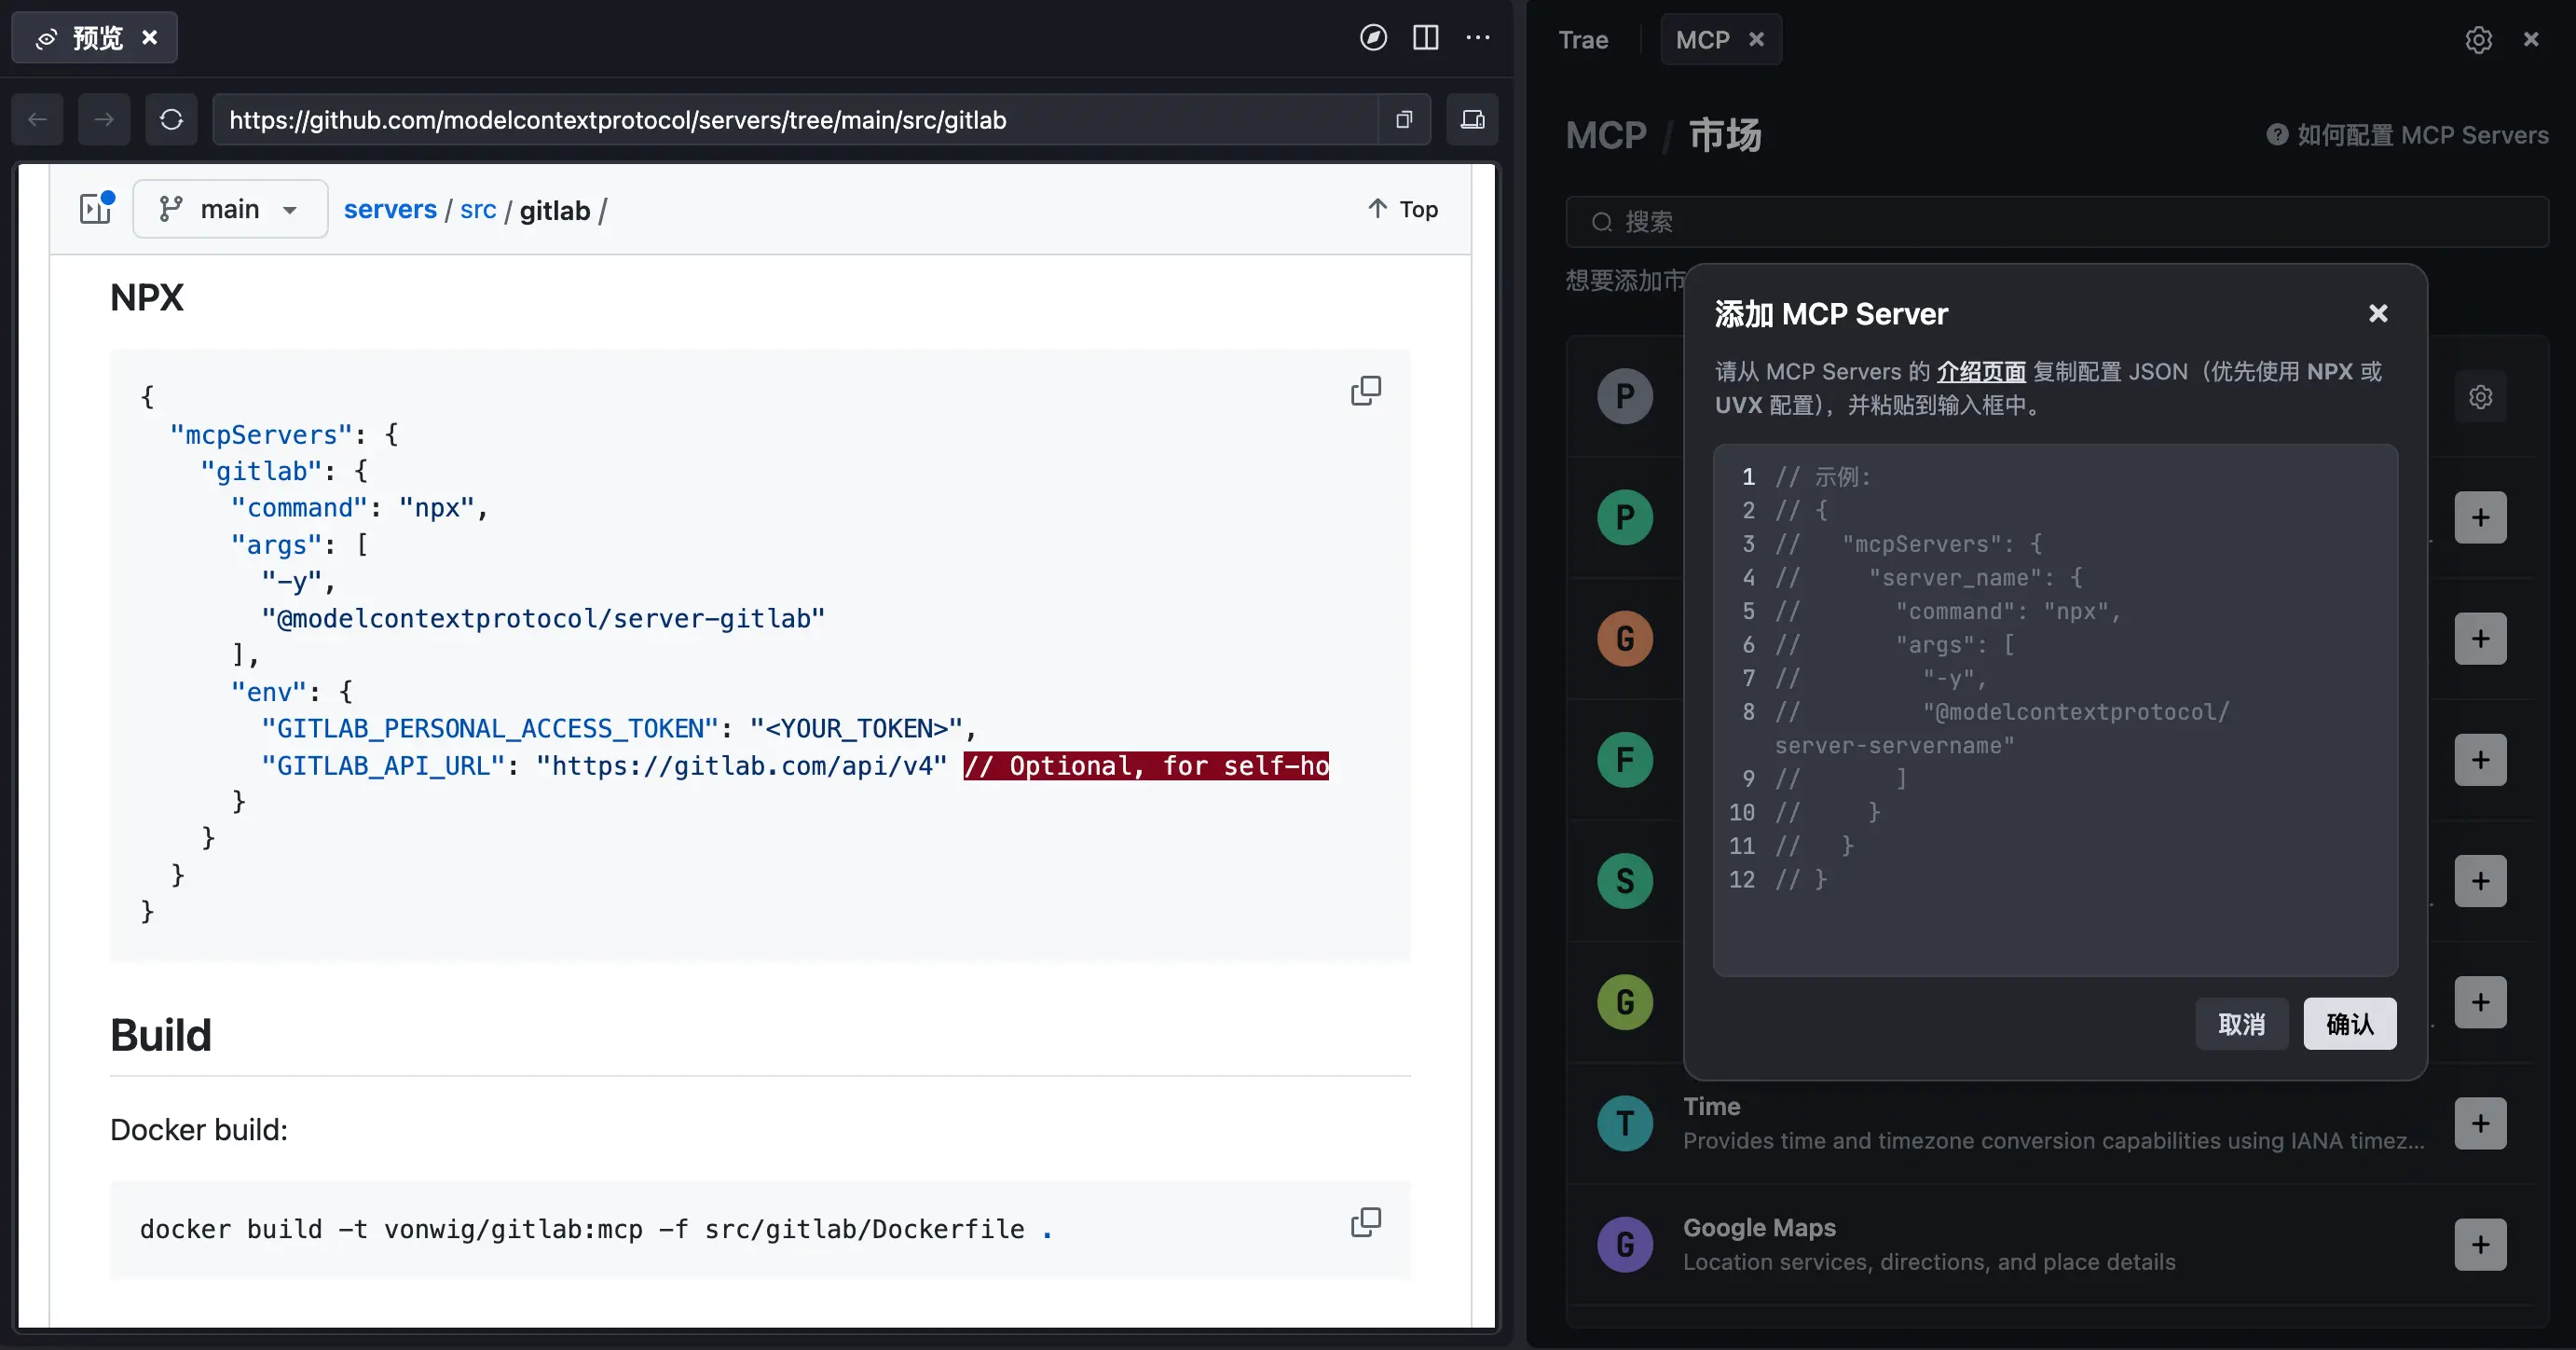 预览
https://github.com/modelcontextprotocol/servers/tree/main/src/gitlab
main
servers / src / gitlab /
Top
NPX
{
  "mcpServers": {
    "gitlab": {
      "command": "npx",
      "args": [
        "-y",
        "@modelcontextprotocol/server-gitlab"
      ],
      "env": {
        "GITLAB_PERSONAL_ACCESS_TOKEN": "<YOUR_TOKEN>",
        "GITLAB_API_URL": "https://gitlab.com/api/v4" // Optional, for self-ho
      }
    }
  }
}
Build
Docker build:
docker build -t vonwig/gitlab:mcp -f src/gitlab/Dockerfile .
Trae
MCP
MCP / 市场
如何配置 MCP Servers
搜索
想要添加市
添加 MCP Server
请从 MCP Servers 的 介绍页面 复制配置 JSON（优先使用 NPX 或
UVX 配置），并粘贴到输入框中。
1 // 示例:
2 // {
3 //   "mcpServers": {
4 //     "server_name": {
5 //       "command": "npx",
6 //       "args": [
7 //         "-y",
8 //         "@modelcontextprotocol/
server-servername"
9 //       ]
10 //     }
11 //   }
12 // }
取消
确认
P
P
G
F
S
G
T
Time
Provides time and timezone conversion capabilities using IANA timez...
G
Google Maps
Location services, directions, and place details